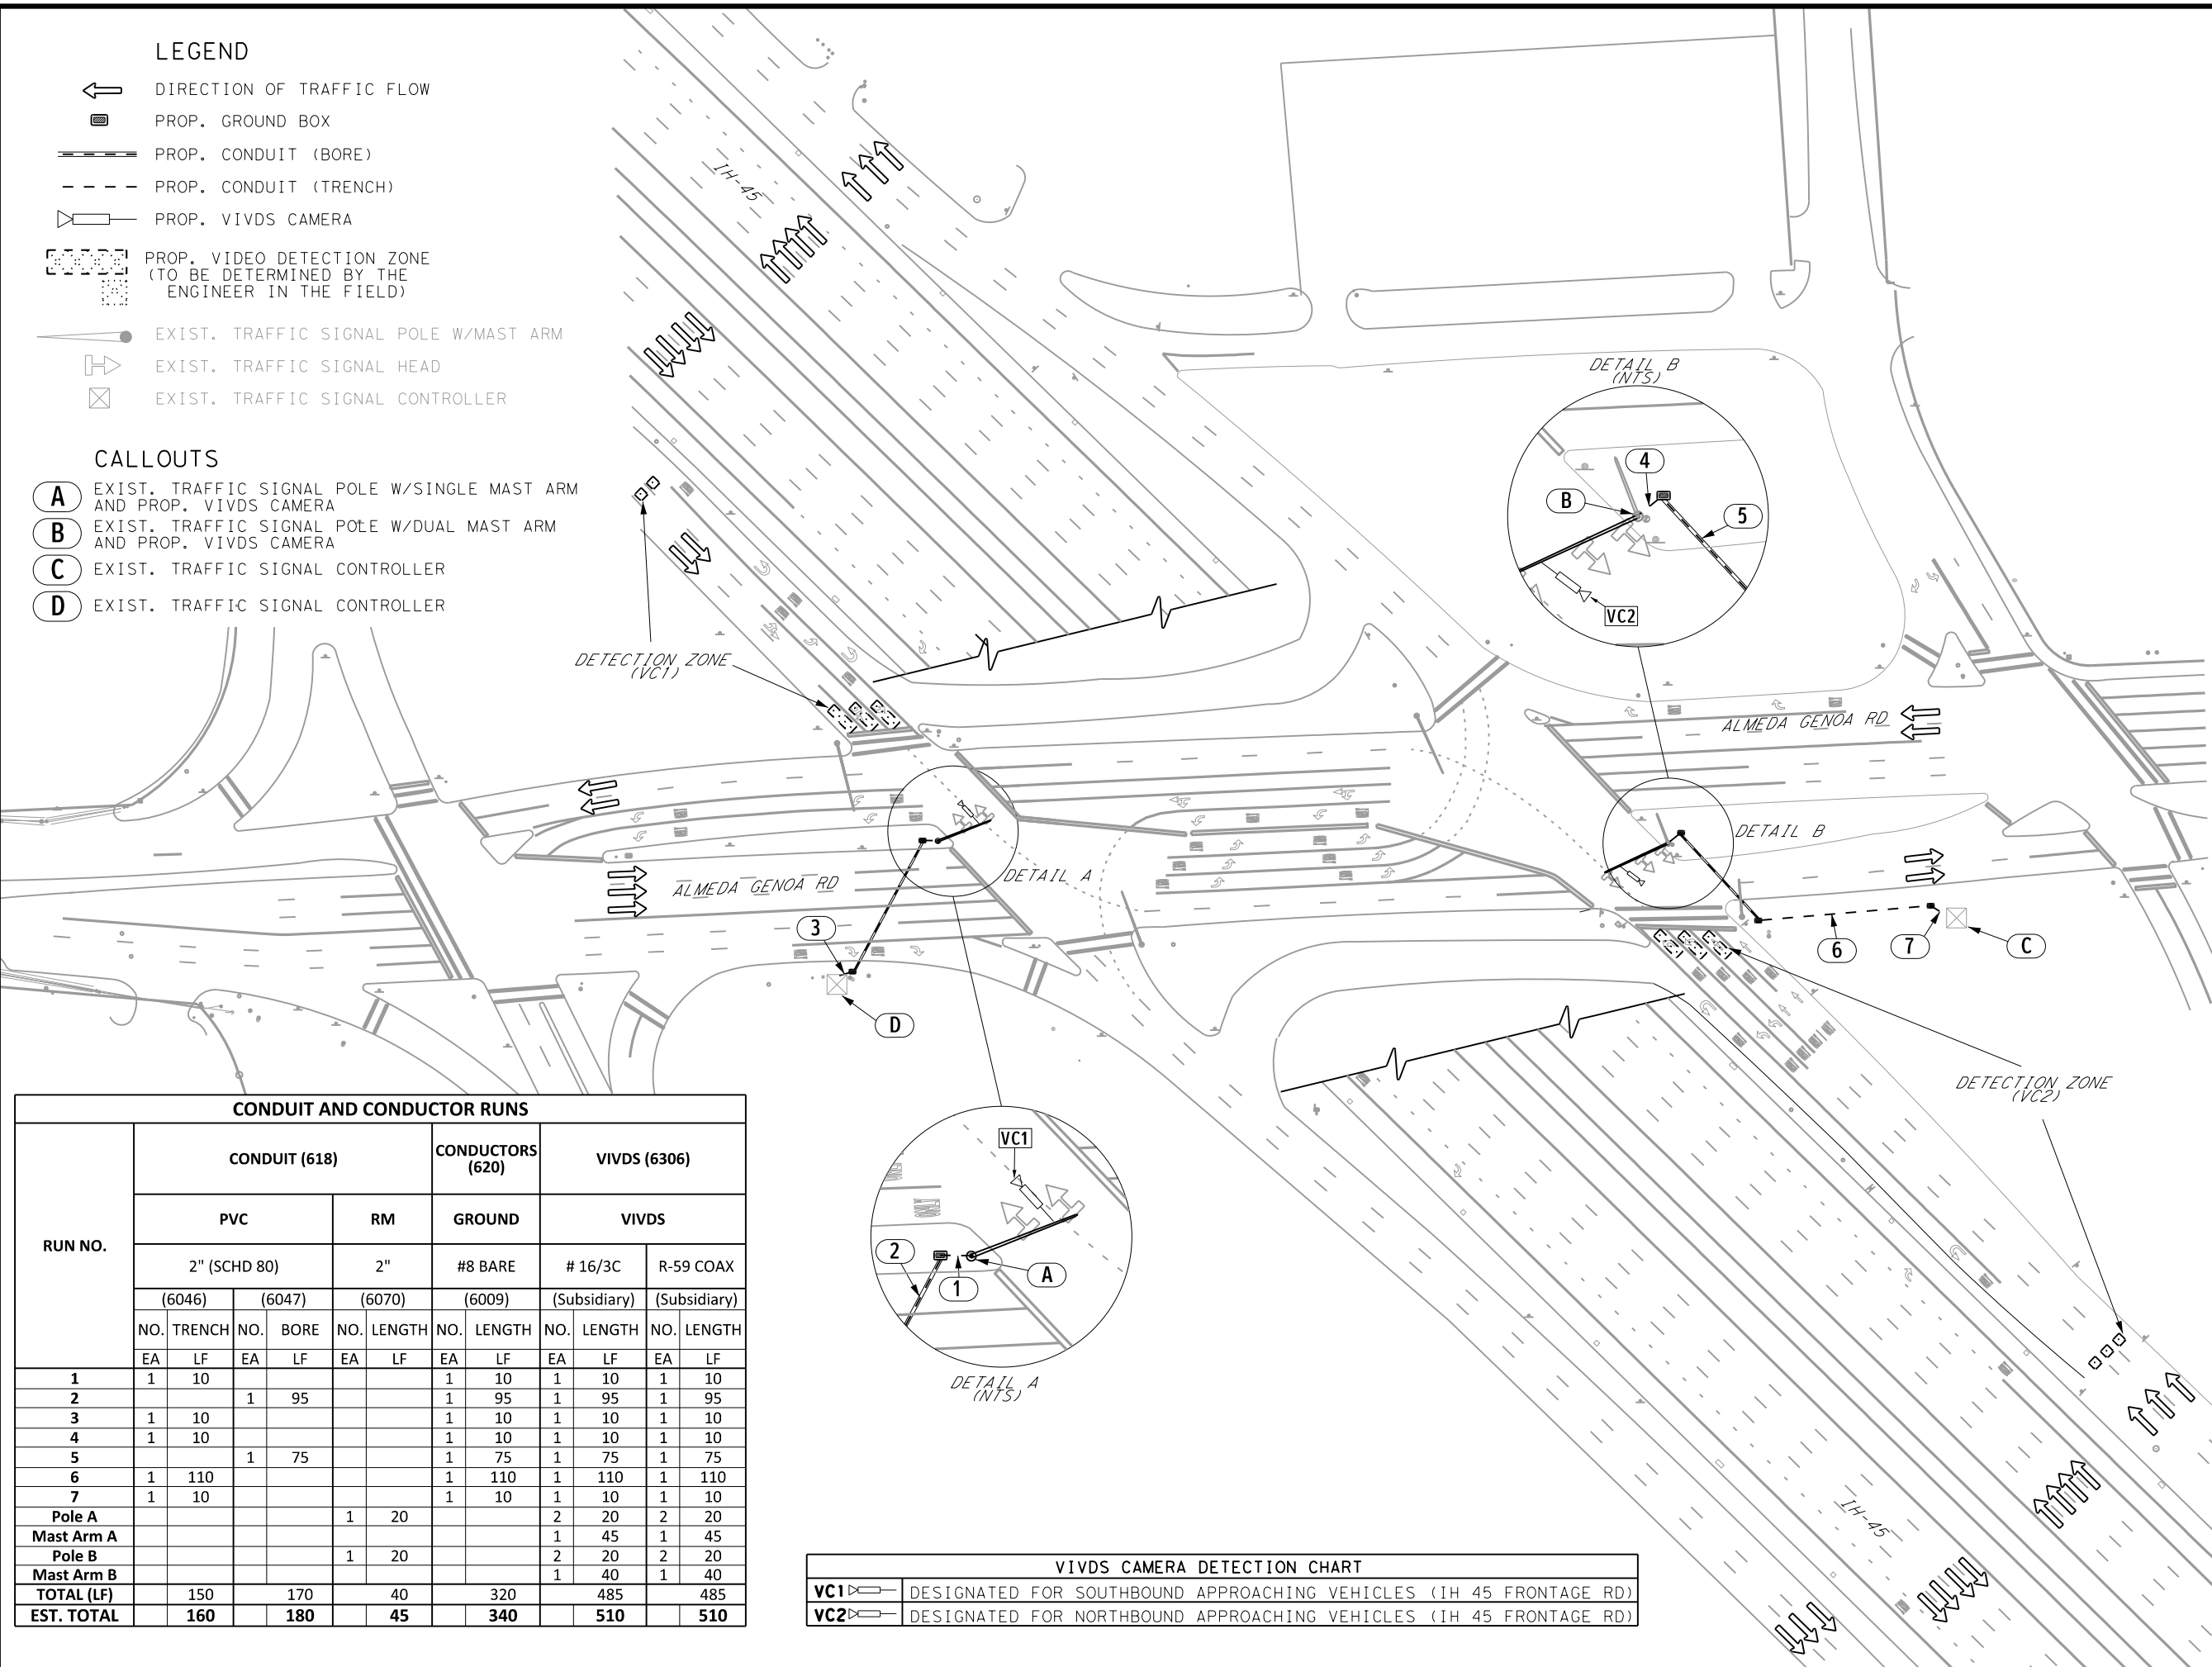 LEGEND
DIRECTION OF TRAFFIC FLOW
PROP. GROUND BOX
PROP. CONDUIT (BORE)
PROP. CONDUIT (TRENCH)
PROP. VIVDS CAMERA
PROP. VIDEO DETECTION ZONE
(TO BE DETERMINED BY THE
ENGINEER IN THE FIELD)
EXIST. TRAFFIC SIGNAL POLE W/MAST ARM
EXIST. TRAFFIC SIGNAL HEAD
EXIST. TRAFFIC SIGNAL CONTROLLER
CALLOUTS
A EXIST. TRAFFIC SIGNAL POLE W/SINGLE MAST ARM
AND PROP. VIVDS CAMERA
B EXIST. TRAFFIC SIGNAL POLE W/DUAL MAST ARM
AND PROP. VIVDS CAMERA
C EXIST. TRAFFIC SIGNAL CONTROLLER
D EXIST. TRAFFIC SIGNAL CONTROLLER
IH-45
DETAIL B
(NTS)
4
B
5
VC2
DETECTION ZONE
(VC1)
ALMEDA GENOA RD
DETAIL B
DETAIL A
ALMEDA GENOA RD
3
D
6
7
C
DETECTION ZONE
(VC2)
VC1
2
1
A
DETAIL A
(NTS)
IH-45
CONDUIT AND CONDUCTOR RUNS
RUN NO. CONDUIT (618) CONDUCTORS (620) VIVDS (6306)
PVC RM GROUND VIVDS
2" (SCHD 80) 2" #8 BARE # 16/3C R-59 COAX
(6046) (6047) (6070) (6009) (Subsidiary) (Subsidiary)
NO. TRENCH NO. BORE NO. LENGTH NO. LENGTH NO. LENGTH NO. LENGTH
EA LF EA LF EA LF EA LF EA LF EA LF
1 1 10 1 10 1 10 1 10
2 1 95 1 95 1 95 1 95
3 1 10 1 10 1 10 1 10
4 1 10 1 10 1 10 1 10
5 1 75 1 75 1 75 1 75
6 1 110 1 110 1 110 1 110
7 1 10 1 10 1 10 1 10
Pole A 1 20 2 20 2 20
Mast Arm A 1 45 1 45
Pole B 1 20 2 20 2 20
Mast Arm B 1 40 1 40
TOTAL (LF) 150 170 40 320 485 485
EST. TOTAL 160 180 45 340 510 510
VIVDS CAMERA DETECTION CHART
VC1 DESIGNATED FOR SOUTHBOUND APPROACHING VEHICLES (IH 45 FRONTAGE RD)
VC2 DESIGNATED FOR NORTHBOUND APPROACHING VEHICLES (IH 45 FRONTAGE RD)